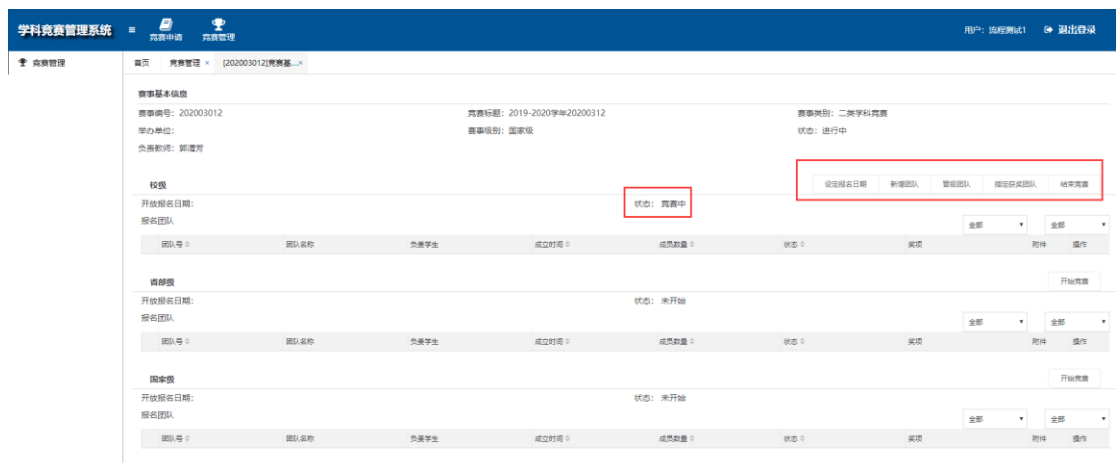 学科竞赛管理系统 竞赛申请 竞赛管理 用户：流程测试1 退出登录
竞赛管理 首页 竞赛管理 × [202003012]竞赛基...×
赛事基本信息
赛事编号：202003012 竞赛标题：2019-2020学年20200312 赛事类别：二类学科竞赛
举办单位： 赛事级别：国家级 状态：进行中
负责教师：郭澧芳
校级 设定报名日期 新增团队 晋级团队 指定获奖团队 结束竞赛
开放报名日期： 状态：竞赛中
报名团队 全部 全部
团队号 团队名称 负责学生 成立时间 成员数量 状态 奖项 附件 操作
省部级 开始竞赛
开放报名日期： 状态：未开始
报名团队 全部 全部
团队号 团队名称 负责学生 成立时间 成员数量 状态 奖项 附件 操作
国家级 开始竞赛
开放报名日期： 状态：未开始
报名团队 全部 全部
团队号 团队名称 负责学生 成立时间 成员数量 状态 奖项 附件 操作